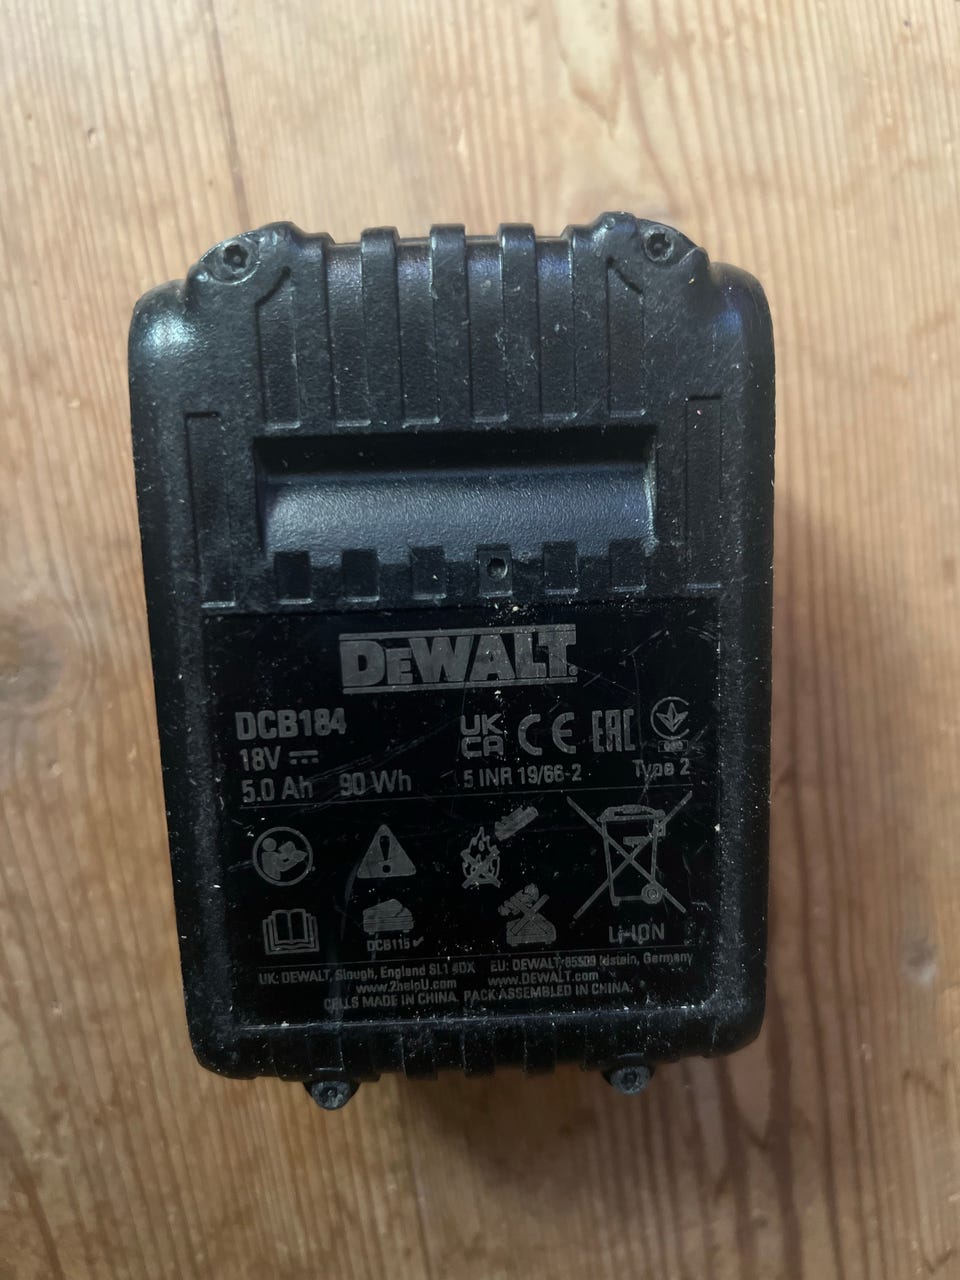 DEWALT®
DCB184
UK CA CE EAC
18V
5.0 Ah 90 Wh
5 INR 19/66-2
Type 2
DCB115 ✔
Li-ION
UK: DEWALT, Slough, England SL1 4DX EU: DEWALT, 65509 Idstein, Germany
www.2helpU.com www.DEWALT.com
CELLS MADE IN CHINA. PACK ASSEMBLED IN CHINA.